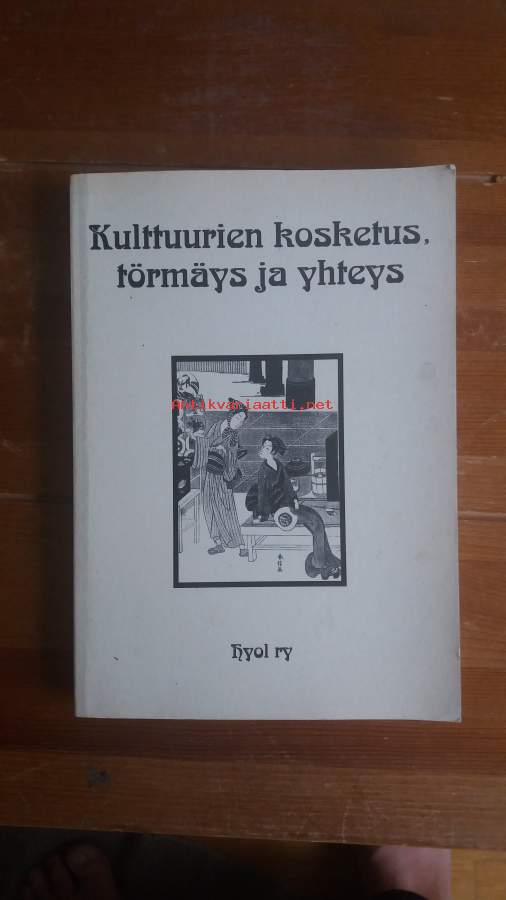 Kulttuurien kosketus,
törmäys ja yhteys
Antikvariaatti.net
Hyol ry